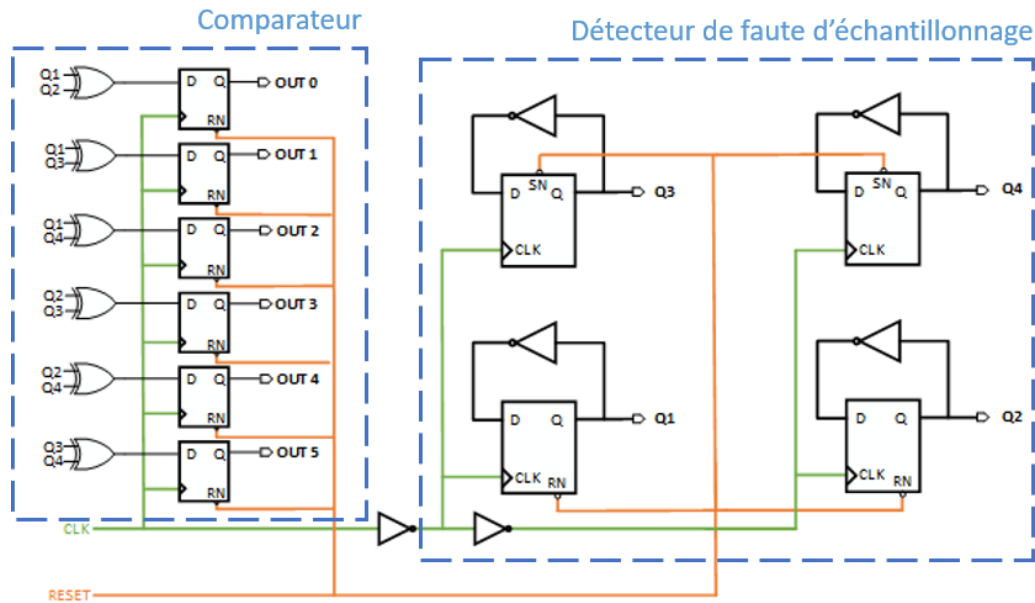 Comparateur
Détecteur de faute d'échantillonnage
Q1
Q2
D Q
RN
OUT 0
Q1
Q3
D Q
RN
OUT 1
Q1
Q4
D Q
RN
OUT 2
Q2
Q3
D Q
RN
OUT 3
Q2
Q4
D Q
RN
OUT 4
Q3
Q4
D Q
RN
OUT 5
SN
D Q
CLK
Q3
SN
D Q
CLK
Q4
D Q
CLK
RN
Q1
D Q
CLK
RN
Q2
CLK
RESET